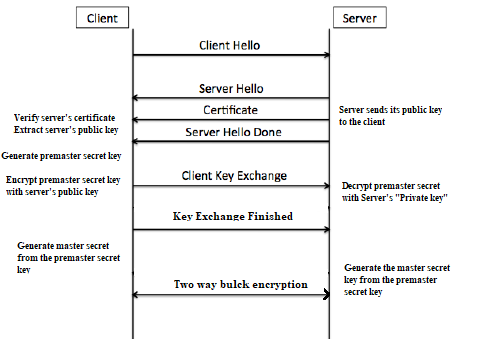 Client
Server
Client Hello
Server Hello
Certificate
Server sends its public key
to the client
Verify server's certificate
Extract server's public key
Server Hello Done
Generate premaster secret key
Encrypt premaster secret key
with server's public key
Client Key Exchange
Decrypt premaster secret
with Server's "Private key"
Key Exchange Finished
Generate master secret
from the premaster secret
key
Two way bulck encryption
Generate the master secret
key from the premaster
secret key